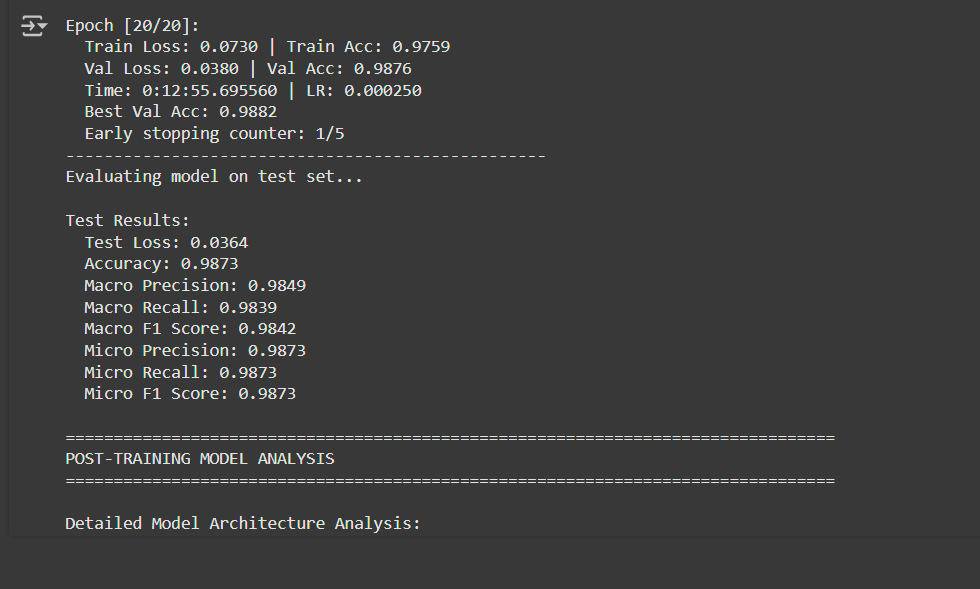 Epoch [20/20]:
Train Loss: 0.0730 | Train Acc: 0.9759
Val Loss: 0.0380 | Val Acc: 0.9876
Time: 0:12:55.695560 | LR: 0.000250
Best Val Acc: 0.9882
Early stopping counter: 1/5
--------------------------------------------------
Evaluating model on test set...
Test Results:
Test Loss: 0.0364
Accuracy: 0.9873
Macro Precision: 0.9849
Macro Recall: 0.9839
Macro F1 Score: 0.9842
Micro Precision: 0.9873
Micro Recall: 0.9873
Micro F1 Score: 0.9873
================================================================================
POST-TRAINING MODEL ANALYSIS
================================================================================
Detailed Model Architecture Analysis: